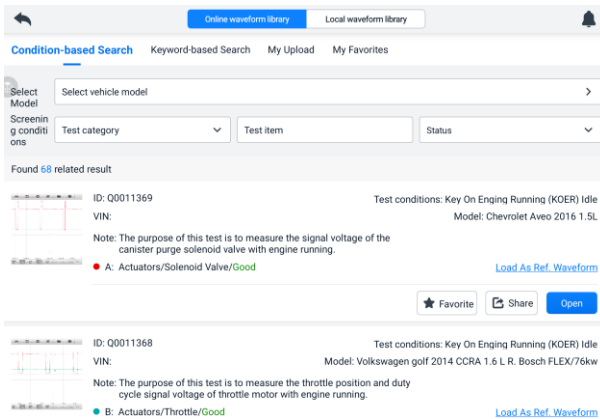 Online waveform library Local waveform library
Condition-based Search Keyword-based Search My Upload My Favorites
Select Model Select vehicle model
Screening conditions Test category Test item Status
Found 68 related result
ID: Q0011369 Test conditions: Key On Enging Running (KOER) Idle
VIN: Model: Chevrolet Aveo 2016 1.5L
Note: The purpose of this test is to measure the signal voltage of the
canister purge solenoid valve with engine running.
A: Actuators/Solenoid Valve/Good Load As Ref. Waveform
Favorite Share Open
ID: Q0011368 Test conditions: Key On Enging Running (KOER) Idle
VIN: Model: Volkswagen golf 2014 CCRA 1.6 L R. Bosch FLEX/76kw
Note: The purpose of this test is to measure the throttle position and duty
cycle signal voltage of throttle motor with engine running.
B: Actuators/Throttle/Good Load As Ref. Waveform